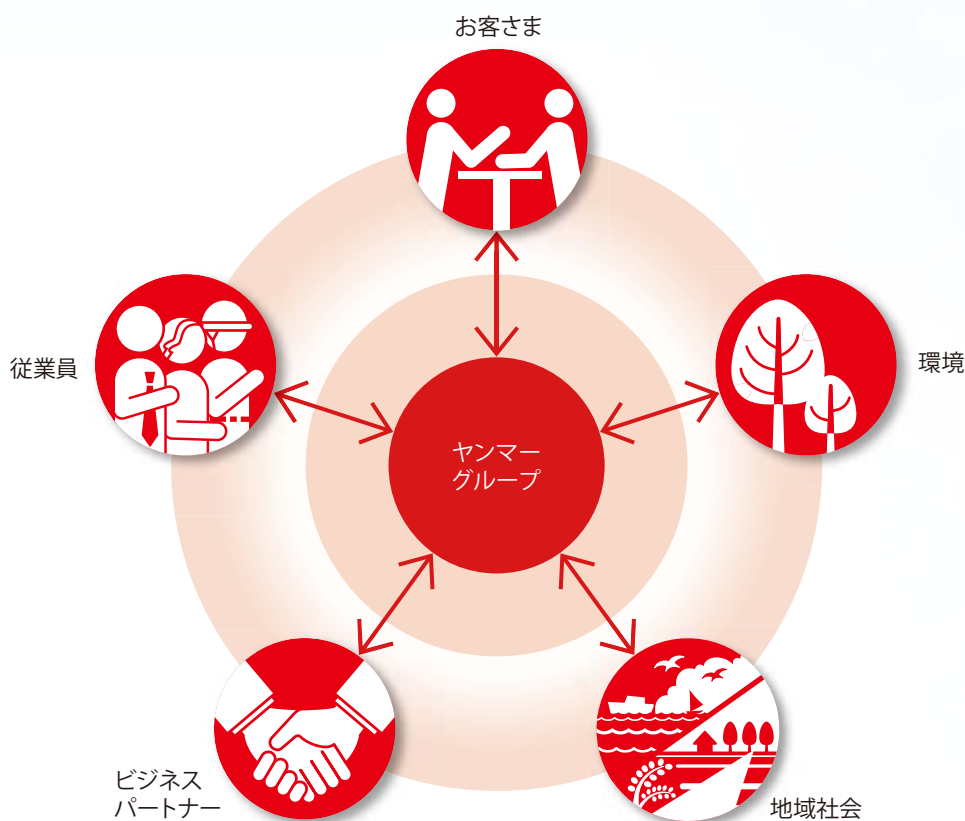 お客さま
従業員
環境
ヤンマー
グループ
ビジネス
パートナー
地域社会